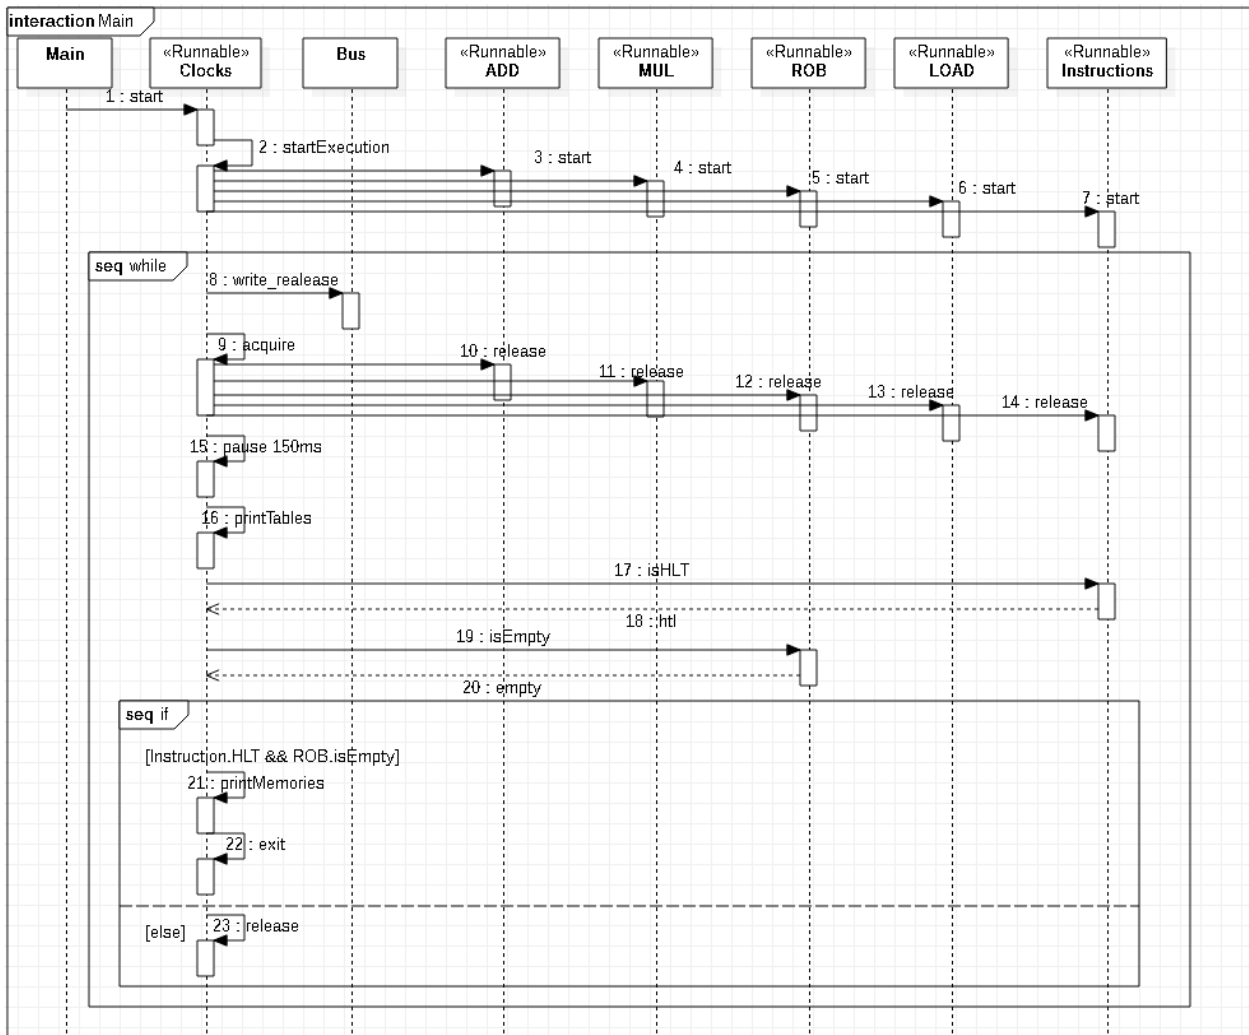 interaction Main
Main
«Runnable»
Clocks
Bus
«Runnable»
ADD
«Runnable»
MUL
«Runnable»
ROB
«Runnable»
LOAD
«Runnable»
Instructions
1 : start
2 : startExecution
3 : start
4 : start
5 : start
6 : start
7 : start
seq while
8 : write_realease
9 : acquire
10 : release
11 : release
12 : release
13 : release
14 : release
15 : pause 150ms
16 : printTables
17 : isHLT
18 : htl
19 : isEmpty
20 : empty
seq if
[Instruction.HLT && ROB.isEmpty]
21 : printMemories
22 : exit
[else]
23 : release